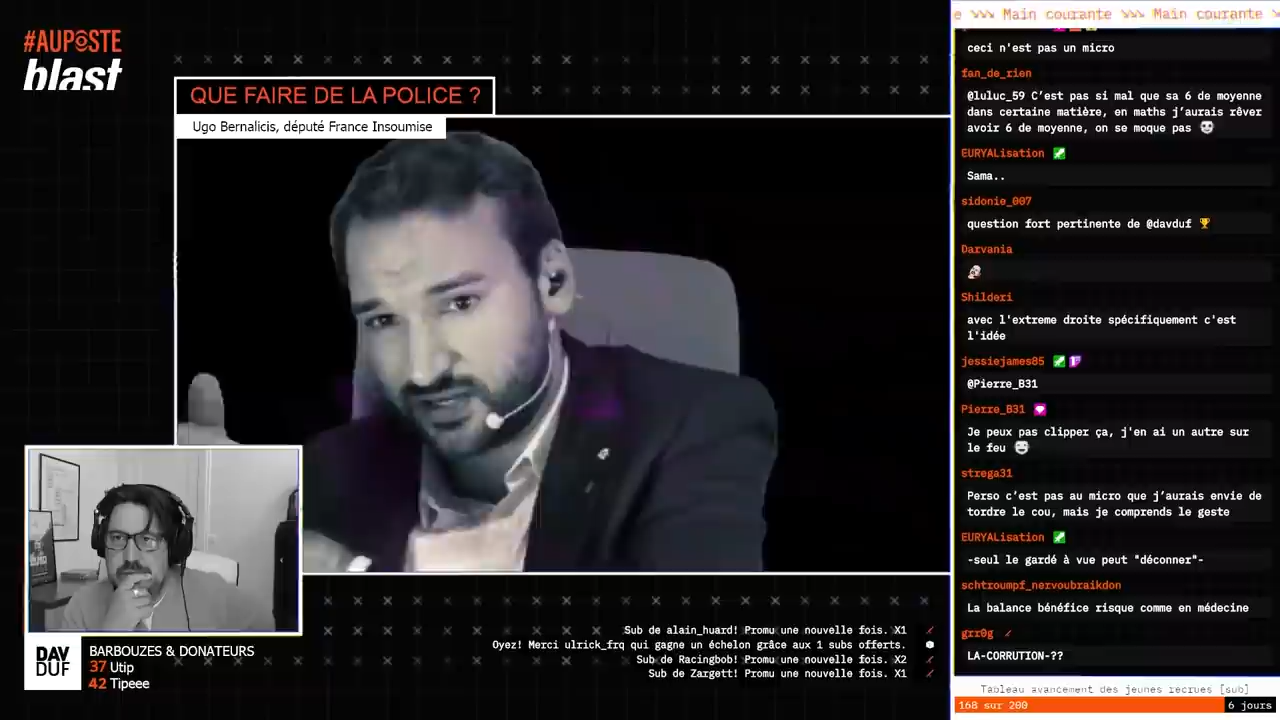 #AUPOSTE
blast
QUE FAIRE DE LA POLICE ?
Ugo Bernalicis, député France Insoumise
DAV
DUF
BARBOUZES & DONATEURS
37 Utip
42 Tipeee
Sub de alain_huard! Promu une nouvelle fois. X1
Oyez! Merci ulrick_frq qui gagne un échelon grâce aux 1 subs offerts.
Sub de Racingbob! Promu une nouvelle fois. X2
Sub de Zargett! Promu une nouvelle fois. X1
e >>> Main courante >>> Main courante >
ceci n'est pas un micro
fan_de_rien
@luluc_59 C’est pas si mal que sa 6 de moyenne
dans certaine matière, en maths j’aurais rêver
avoir 6 de moyenne, on se moque pas
EURYALisation
Sama..
sidonie_007
question fort pertinente de @davduf
Darvania
Shilderi
avec l'extreme droite spécifiquement c'est
l'idée
jessiejames85
@Pierre_B31
Pierre_B31
Je peux pas clipper ça, j'en ai un autre sur
le feu
strega31
Perso c’est pas au micro que j’aurais envie de
tordre le cou, mais je comprends le geste
EURYALisation
-seul le gardé à vue peut "déconner"-
schtroumpf_nervoubraikdon
La balance bénéfice risque comme en médecine
grr0g
LA-CORRUTION-??
Tableau avancement des jeunes recrues [sub]
168 sur 200
6 jours